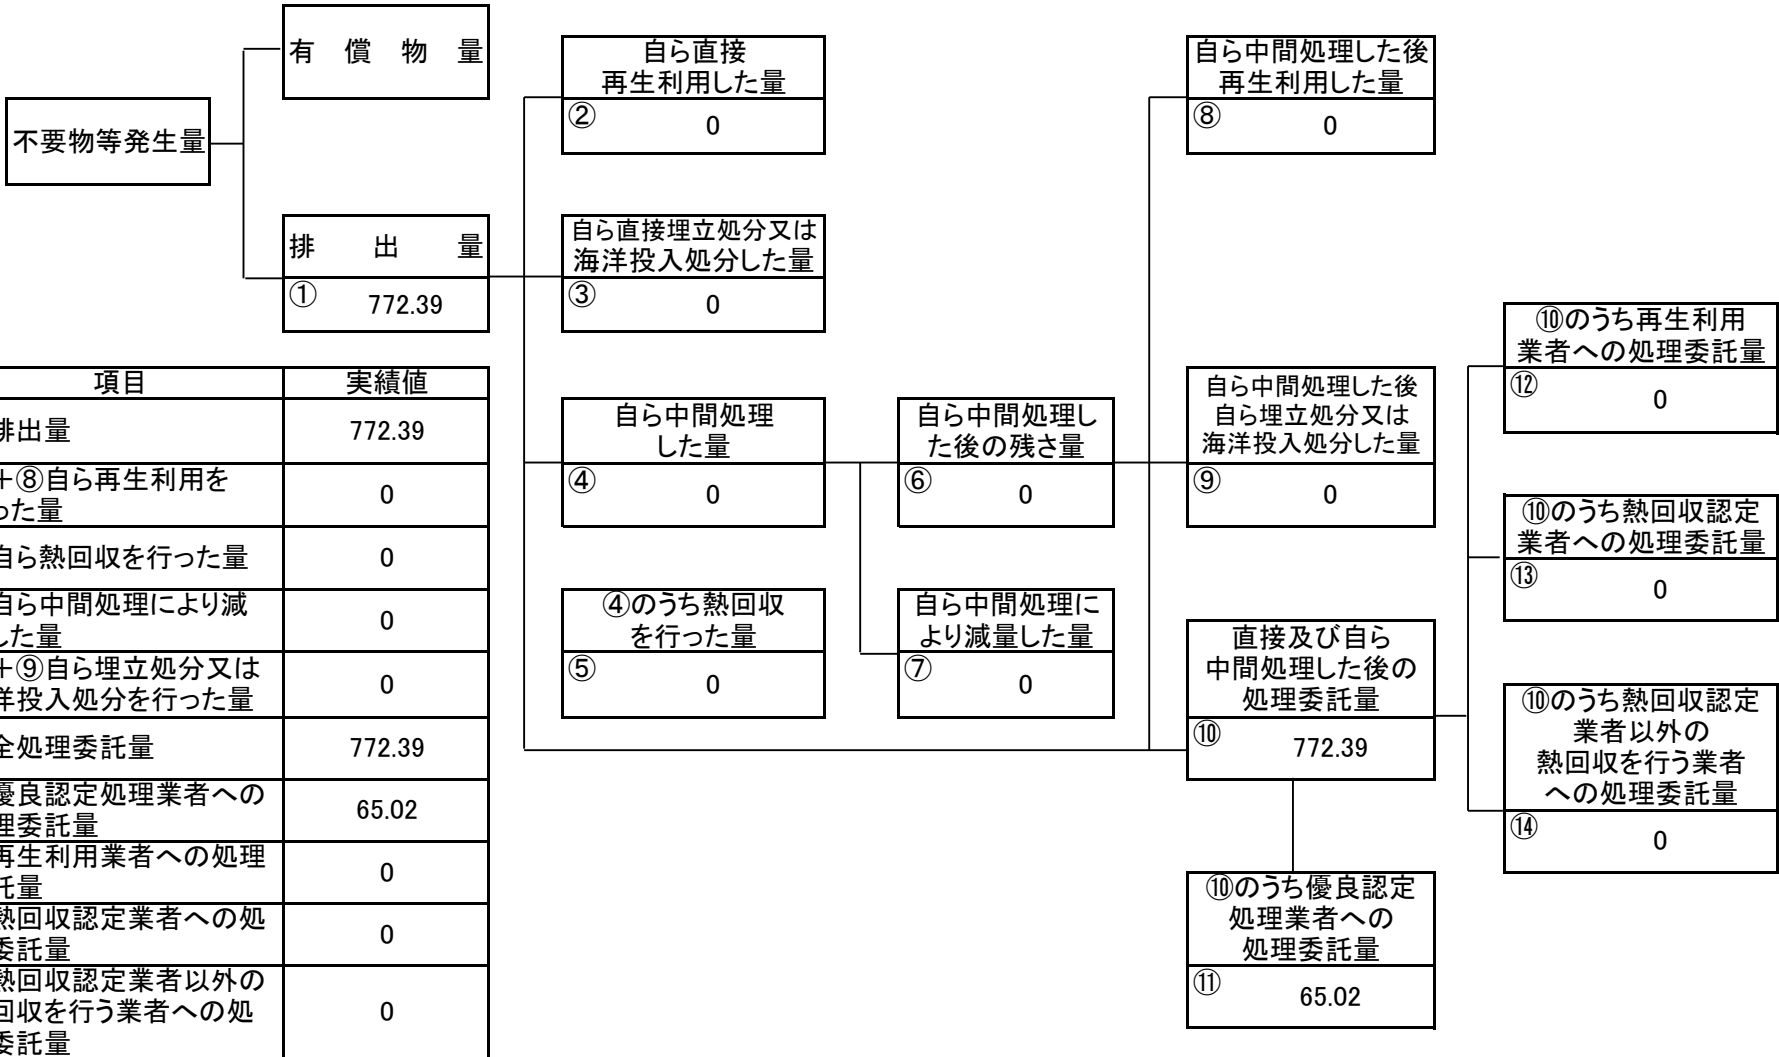 有償物量
不要物等発生量
排出量
① 772.39
自ら直接
再生利用した量
② 0
自ら直接埋立処分又は
海洋投入処分した量
③ 0
自ら中間処理
した量
④ 0
④のうち熱回収
を行った量
⑤ 0
自ら中間処理し
た後の残さ量
⑥ 0
自ら中間処理に
より減量した量
⑦ 0
自ら中間処理した後
再生利用した量
⑧ 0
自ら中間処理した後
自ら埋立処分又は
海洋投入処分した量
⑨ 0
直接及び自ら
中間処理した後の
処理委託量
⑩ 772.39
⑩のうち優良認定
処理業者への
処理委託量
⑪ 65.02
⑩のうち再生利用
業者への処理委託量
⑫ 0
⑩のうち熱回収認定
業者への処理委託量
⑬ 0
⑩のうち熱回収認定
業者以外の
熱回収を行う業者
への処理委託量
⑭ 0
項目 実績値
排出量 772.39
+⑧自ら再生利用を
った量 0
自ら熱回収を行った量 0
自ら中間処理により減
した量 0
+⑨自ら埋立処分又は
洋投入処分を行った量 0
全処理委託量 772.39
優良認定処理業者への
理委託量 65.02
再生利用業者への処理
託量 0
熱回収認定業者への処
委託量 0
熱回収認定業者以外の
回収を行う業者への処
委託量 0